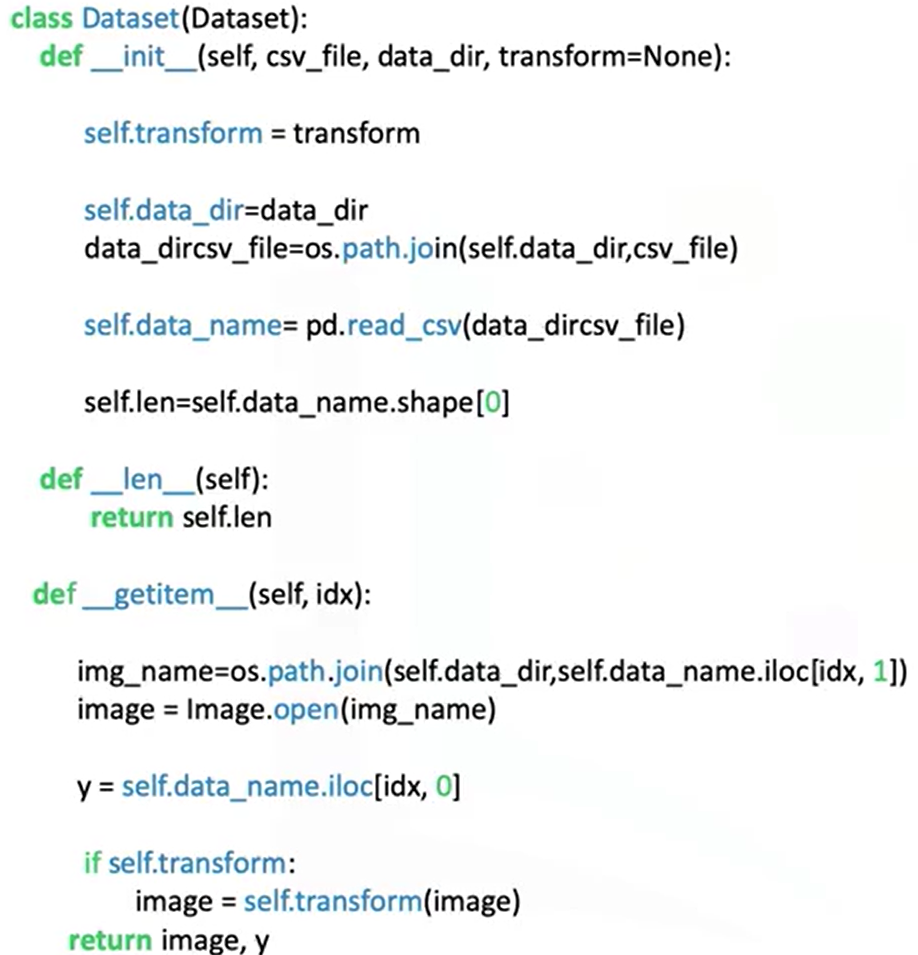 class Dataset(Dataset):
def __init__(self, csv_file, data_dir, transform=None):
self.transform = transform
self.data_dir=data_dir
data_dircsv_file=os.path.join(self.data_dir,csv_file)
self.data_name= pd.read_csv(data_dircsv_file)
self.len=self.data_name.shape[0]
def __len__(self):
return self.len
def __getitem__(self, idx):
img_name=os.path.join(self.data_dir,self.data_name.iloc[idx, 1])
image = Image.open(img_name)
y = self.data_name.iloc[idx, 0]
if self.transform:
image = self.transform(image)
return image, y